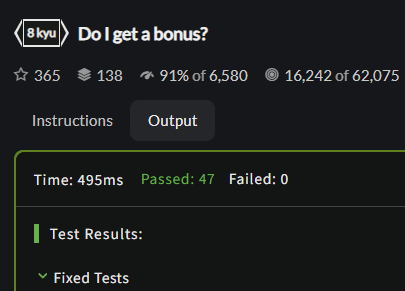 8 kyu Do I get a bonus?
365 138 91% of 6,580 16,242 of 62,075
Instructions Output
Time: 495ms Passed: 47 Failed: 0
Test Results:
Fixed Tests